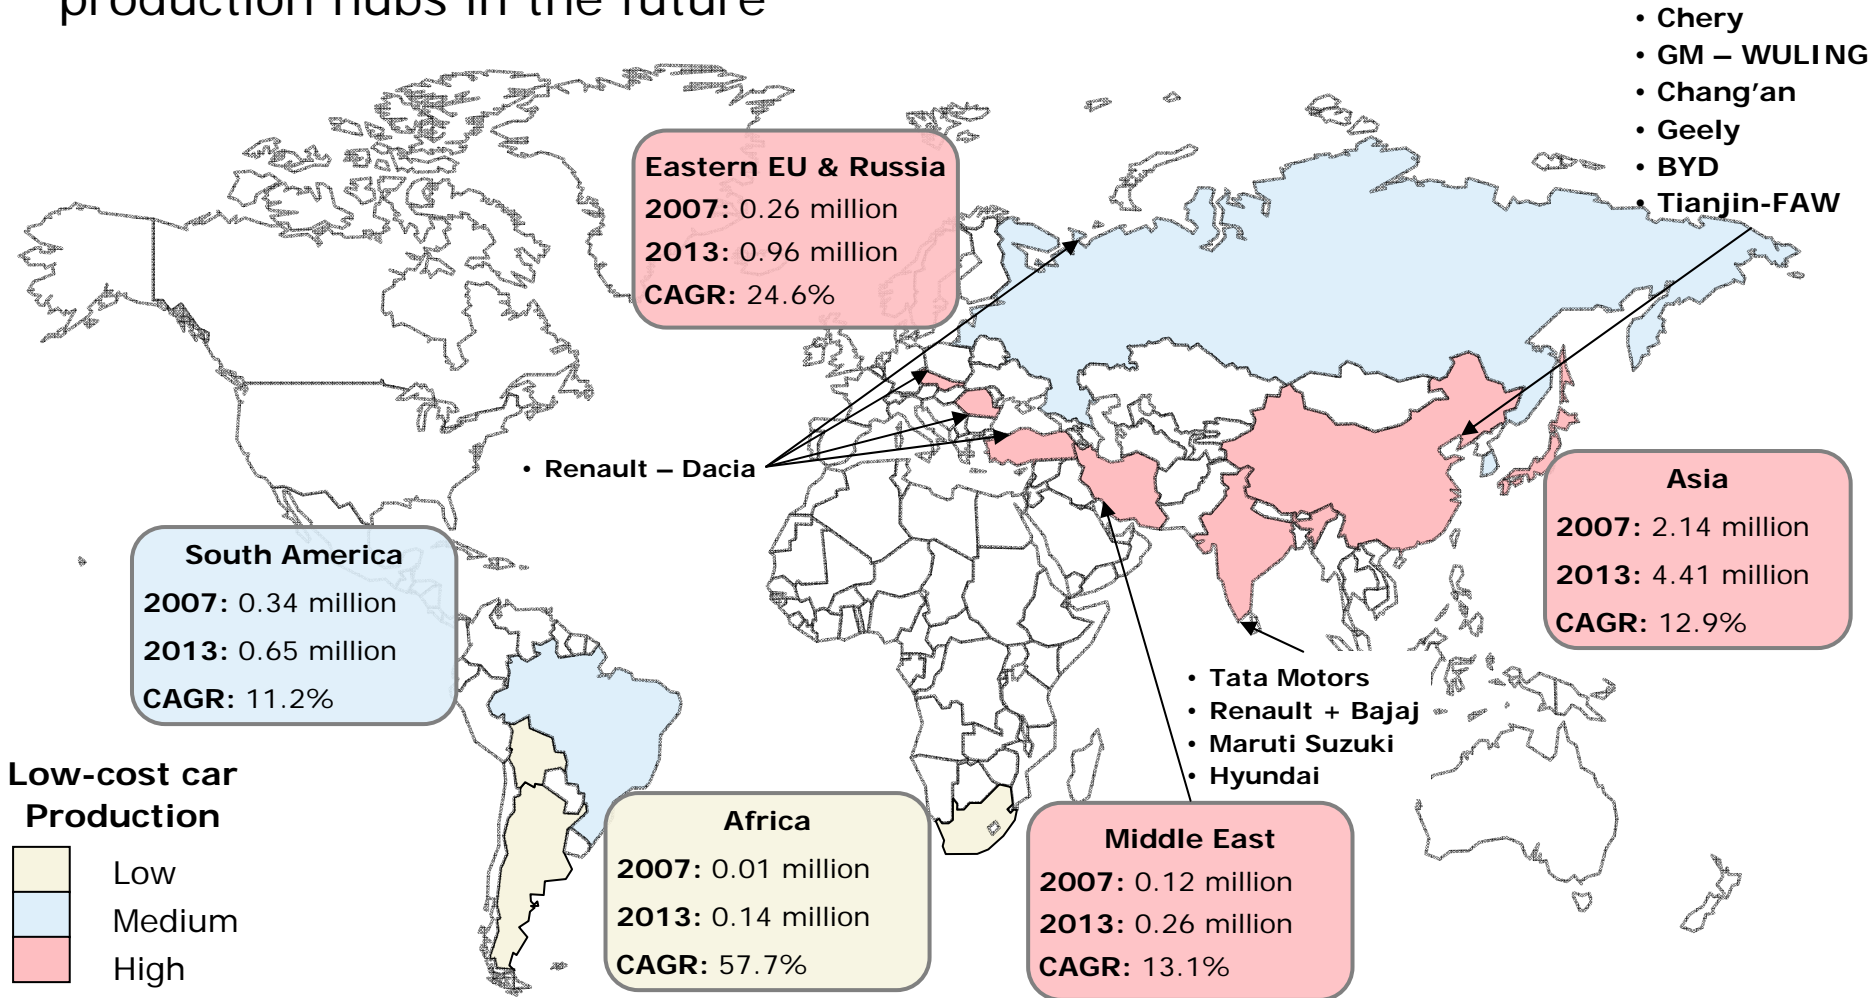 production hubs in the future
• Chery
• GM – WULING
• Chang’an
• Geely
• BYD
• Tianjin-FAW
Eastern EU & Russia
2007: 0.26 million
2013: 0.96 million
CAGR: 24.6%
• Renault – Dacia
Asia
2007: 2.14 million
2013: 4.41 million
CAGR: 12.9%
South America
2007: 0.34 million
2013: 0.65 million
CAGR: 11.2%
• Tata Motors
• Renault + Bajaj
• Maruti Suzuki
• Hyundai
Low-cost car
Production
Low
Medium
High
Africa
2007: 0.01 million
2013: 0.14 million
CAGR: 57.7%
Middle East
2007: 0.12 million
2013: 0.26 million
CAGR: 13.1%